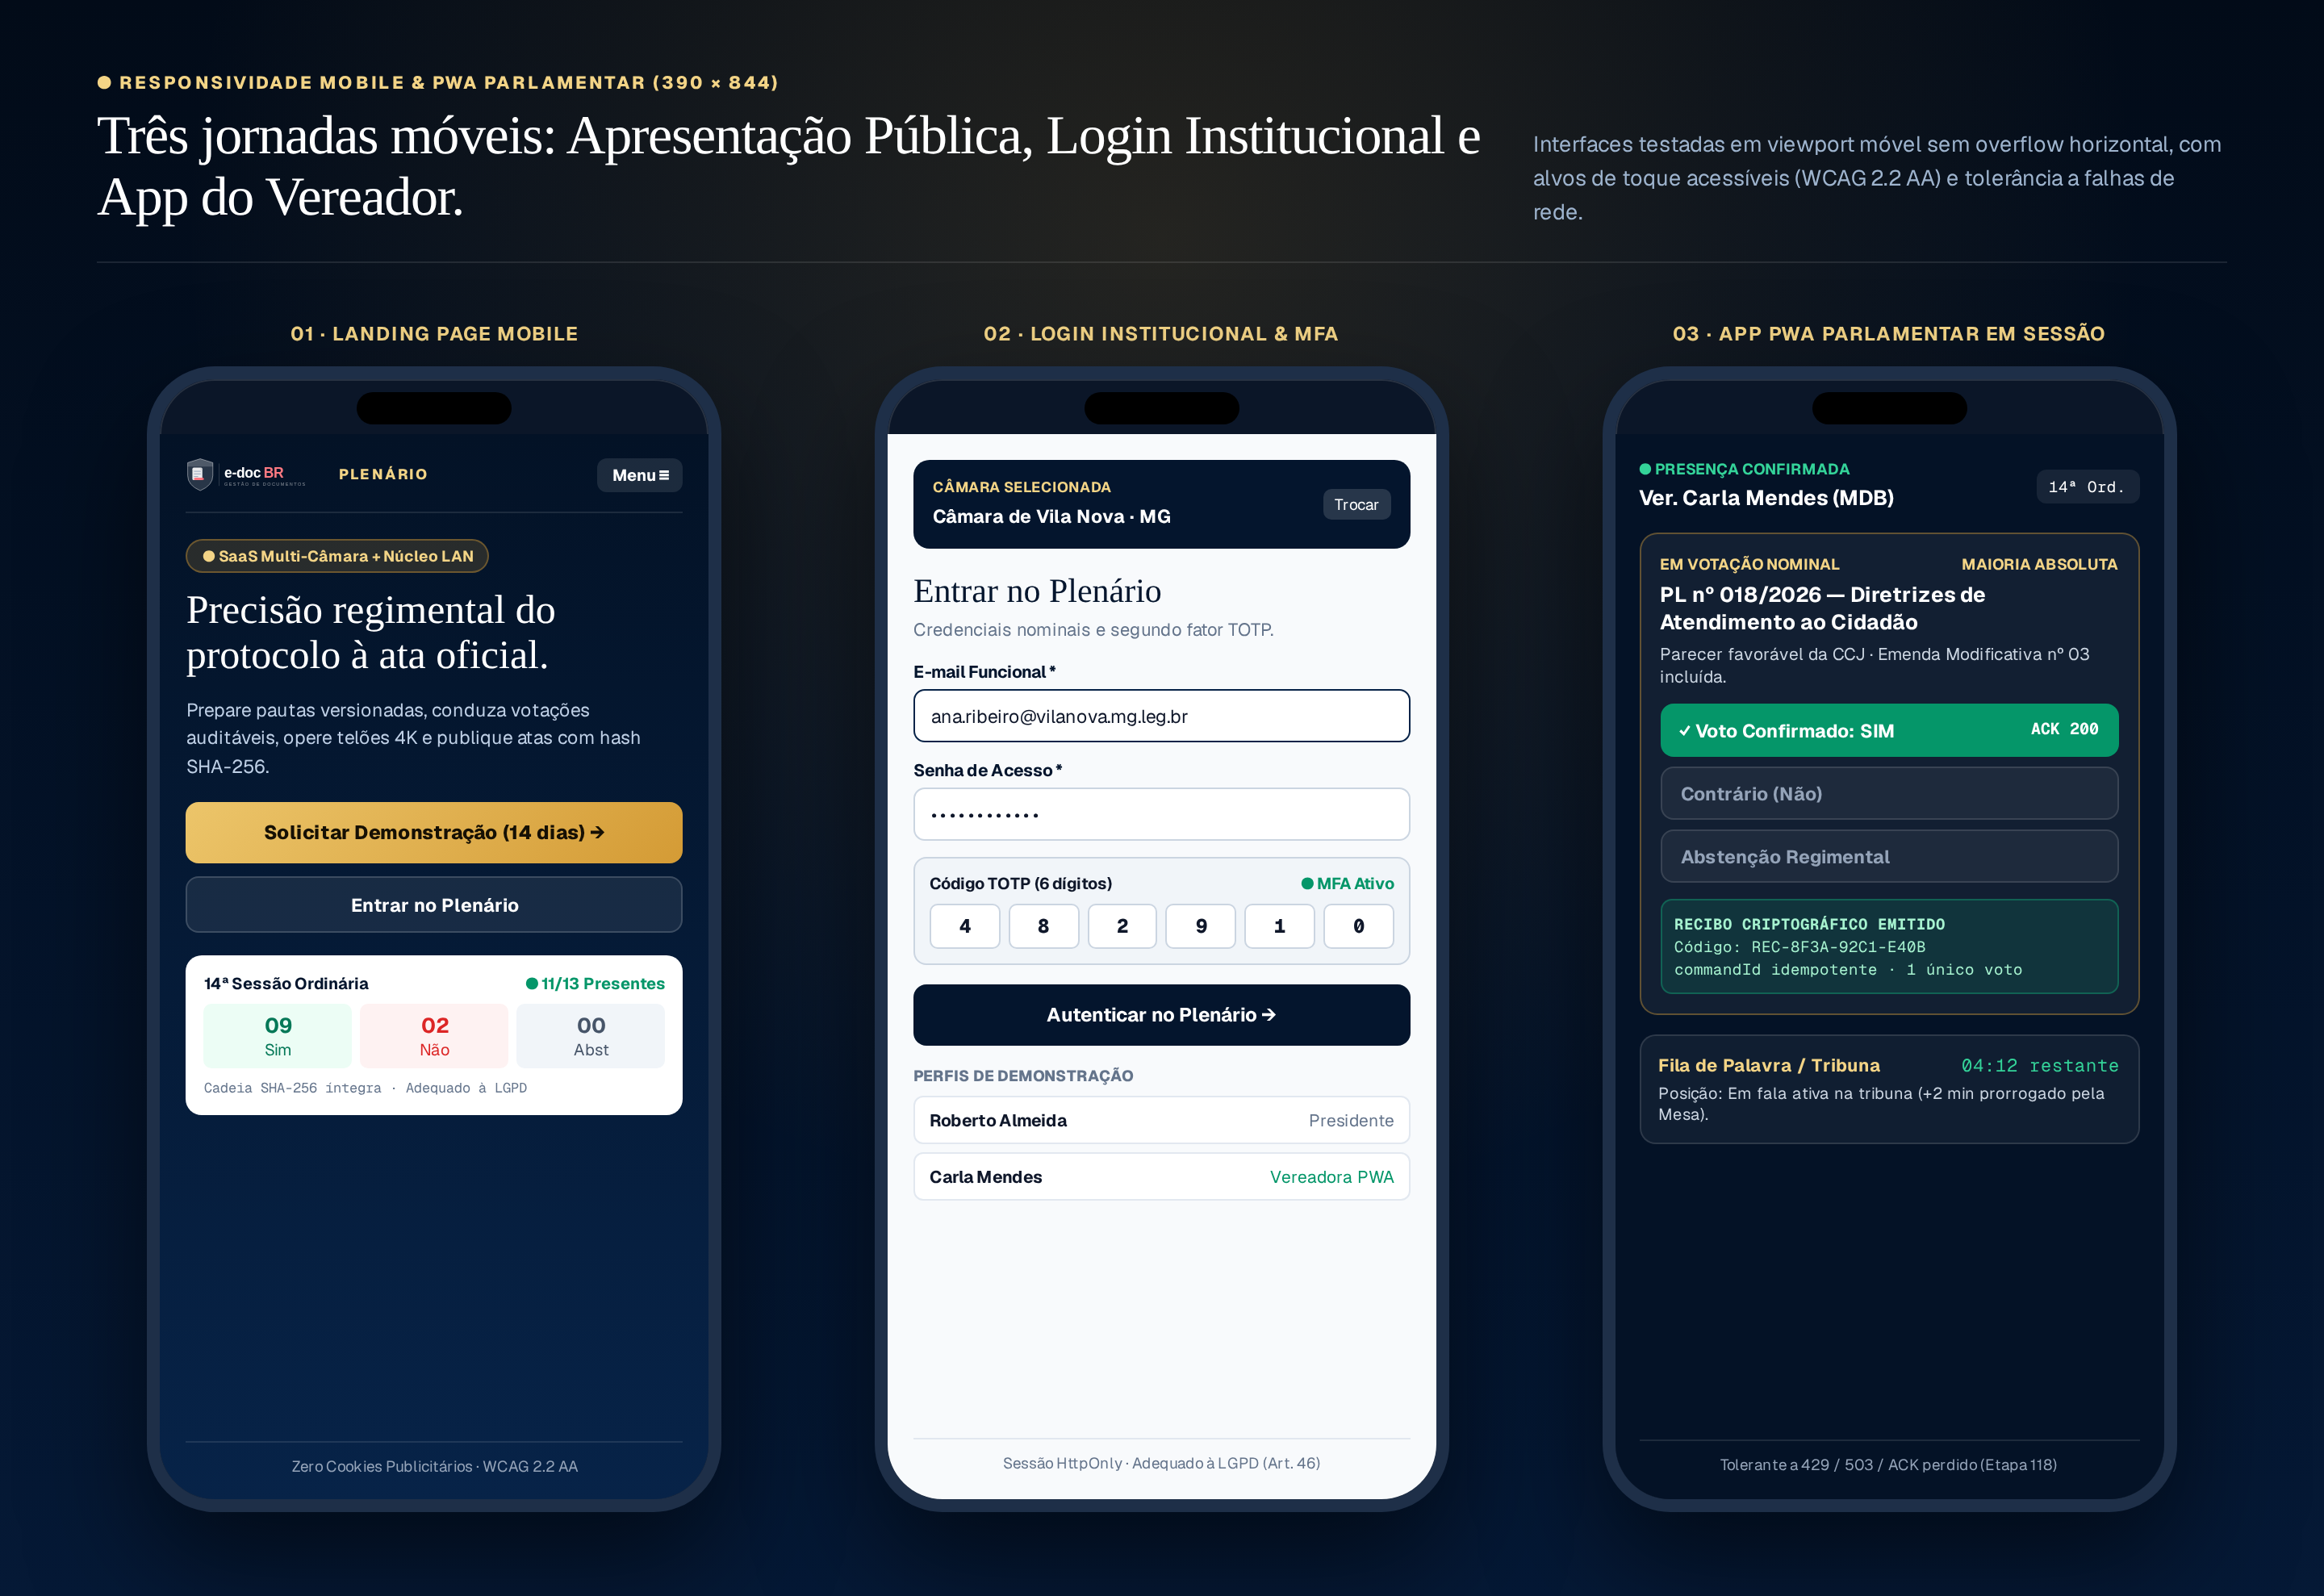 RESPONSIVIDADE MOBILE & PWA PARLAMENTAR (390 × 844)
Três jornadas móveis: Apresentação Pública, Login Institucional e
App do Vereador.
Interfaces testadas em viewport móvel sem overflow horizontal, com
alvos de toque acessíveis (WCAG 2.2 AA) e tolerância a falhas de
rede.
01 · LANDING PAGE MOBILE
e-doc BR
GESTÃO DE DOCUMENTOS
PLENÁRIO
Menu
SaaS Multi-Câmara + Núcleo LAN
Precisão regimental do
protocolo à ata oficial.
Prepare pautas versionadas, conduza votações
auditáveis, opere telões 4K e publique atas com hash
SHA-256.
Solicitar Demonstração (14 dias) →
Entrar no Plenário
14ª Sessão Ordinária
11/13 Presentes
09
Sim
02
Não
00
Abst
Cadeia SHA-256 íntegra · Adequado à LGPD
Zero Cookies Publicitários · WCAG 2.2 AA
02 · LOGIN INSTITUCIONAL & MFA
CÂMARA SELECIONADA
Câmara de Vila Nova · MG
Trocar
Entrar no Plenário
Credenciais nominais e segundo fator TOTP.
E-mail Funcional *
ana.ribeiro@vilanova.mg.leg.br
Senha de Acesso *
••••••••••••
Código TOTP (6 dígitos)
MFA Ativo
4 8 2 9 1 0
Autenticar no Plenário →
PERFIS DE DEMONSTRAÇÃO
Roberto Almeida
Presidente
Carla Mendes
Vereadora PWA
Sessão HttpOnly · Adequado à LGPD (Art. 46)
03 · APP PWA PARLAMENTAR EM SESSÃO
PRESENÇA CONFIRMADA
Ver. Carla Mendes (MDB)
14ª Ord.
EM VOTAÇÃO NOMINAL
MAIORIA ABSOLUTA
PL nº 018/2026 — Diretrizes de
Atendimento ao Cidadão
Parecer favorável da CCJ · Emenda Modificativa nº 03
incluída.
✓ Voto Confirmado: SIM
ACK 200
Contrário (Não)
Abstenção Regimental
RECIBO CRIPTOGRÁFICO EMITIDO
Código: REC-8F3A-92C1-E40B
commandId idempotente · 1 único voto
Fila de Palavra / Tribuna
04:12 restante
Posição: Em fala ativa na tribuna (+2 min prorrogado pela
Mesa).
Tolerante a 429 / 503 / ACK perdido (Etapa 118)